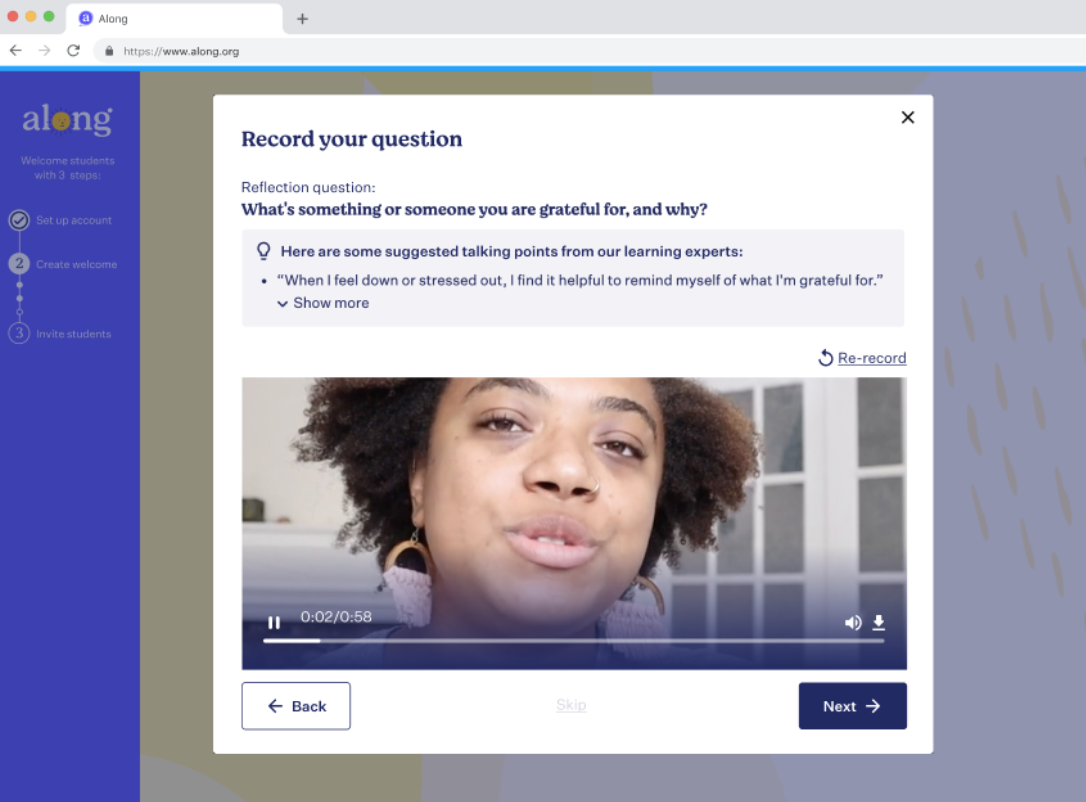 Along
https://www.along.org
along
Welcome students
with 3 steps:
Set up account
2 Create welcome
3 Invite students
Record your question
Reflection question:
What's something or someone you are grateful for, and why?
Here are some suggested talking points from our learning experts:
• “When I feel down or stressed out, I find it helpful to remind myself of what I'm grateful for.”
Show more
Re-record
0:02/0:58
Back
Skip
Next